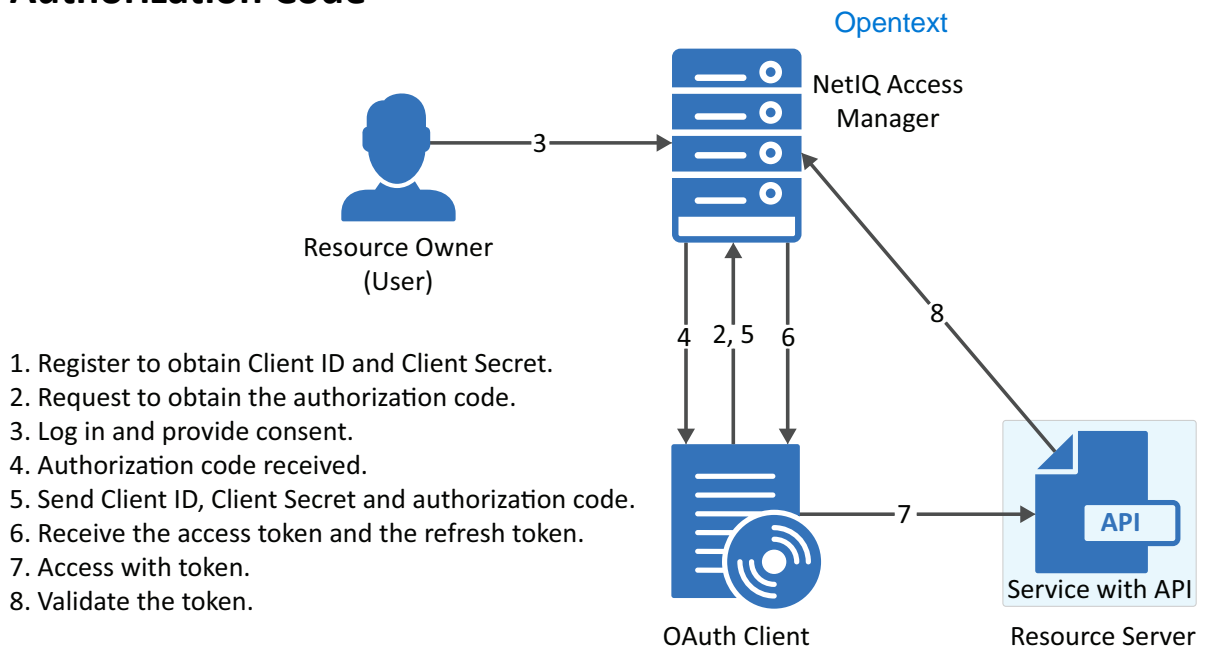 Authorization Code
Opentext
NetIQ Access
Manager
3
Resource Owner
(User)
8
4
2, 5
6
1. Register to obtain Client ID and Client Secret.
2. Request to obtain the authorization code.
3. Log in and provide consent.
4. Authorization code received.
5. Send Client ID, Client Secret and authorization code.
6. Receive the access token and the refresh token.
7. Access with token.
8. Validate the token.
7
API
Service with API
OAuth Client
Resource Server